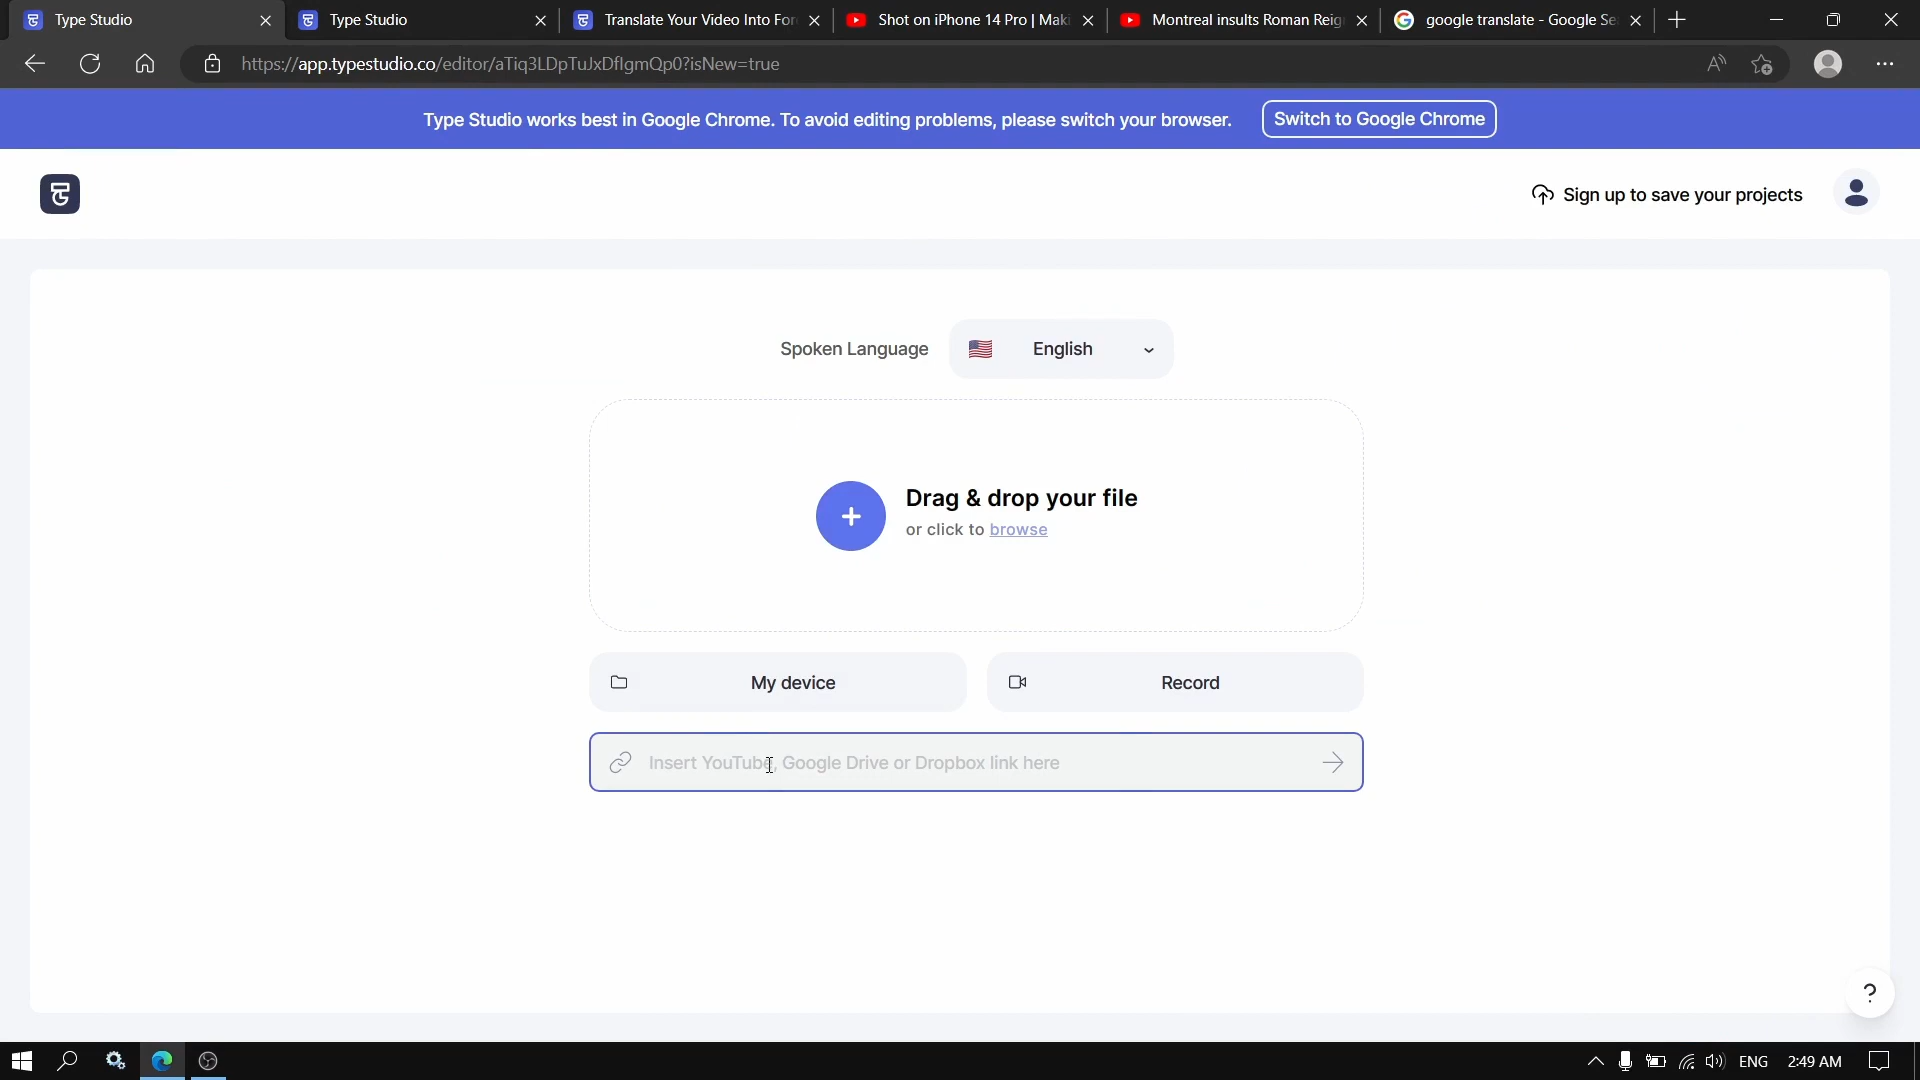 Type Studio
Type Studio
Translate Your Video Into For
Shot on iPhone 14 Pro | Maki
Montreal insults Roman Reig
google translate - Google Se
https://app.typestudio.co/editor/aTiq3LDpTuJxDflgmQp0?isNew=true
Type Studio works best in Google Chrome. To avoid editing problems, please switch your browser.
Switch to Google Chrome
Sign up to save your projects
Spoken Language
English
Drag & drop your file
or click to browse
My device
Record
Insert YouTube, Google Drive or Dropbox link here
?
ENG
2:49 AM